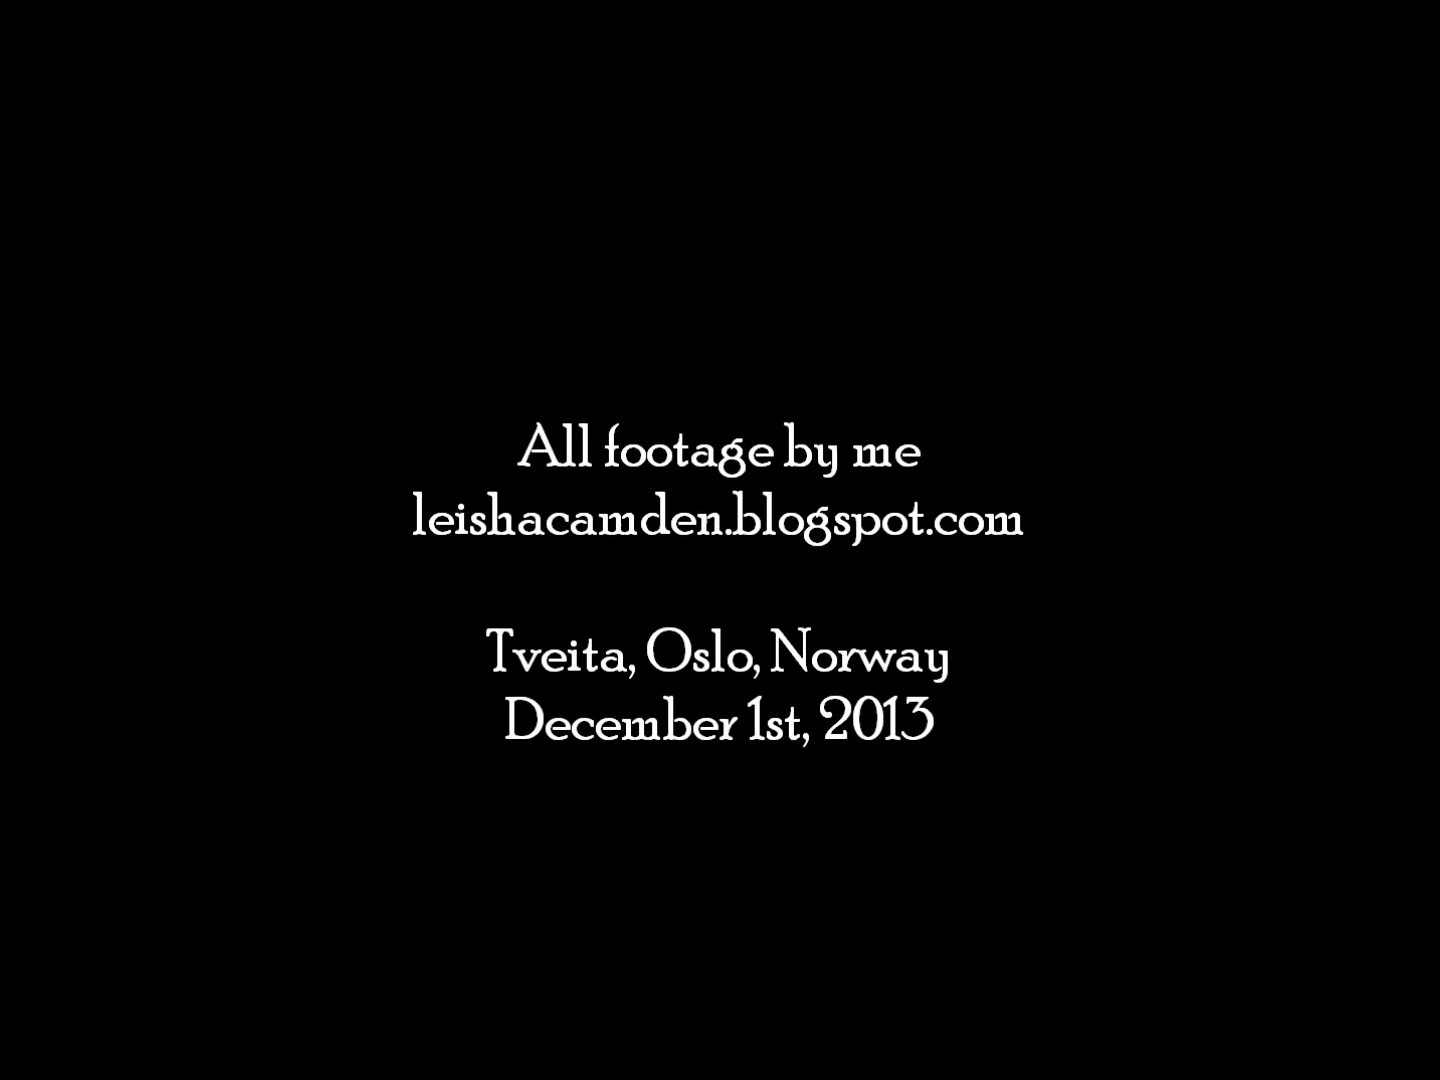 All footage by me
leishacamden.blogspot.com
Tveita, Oslo, Norway
December 1st, 2013